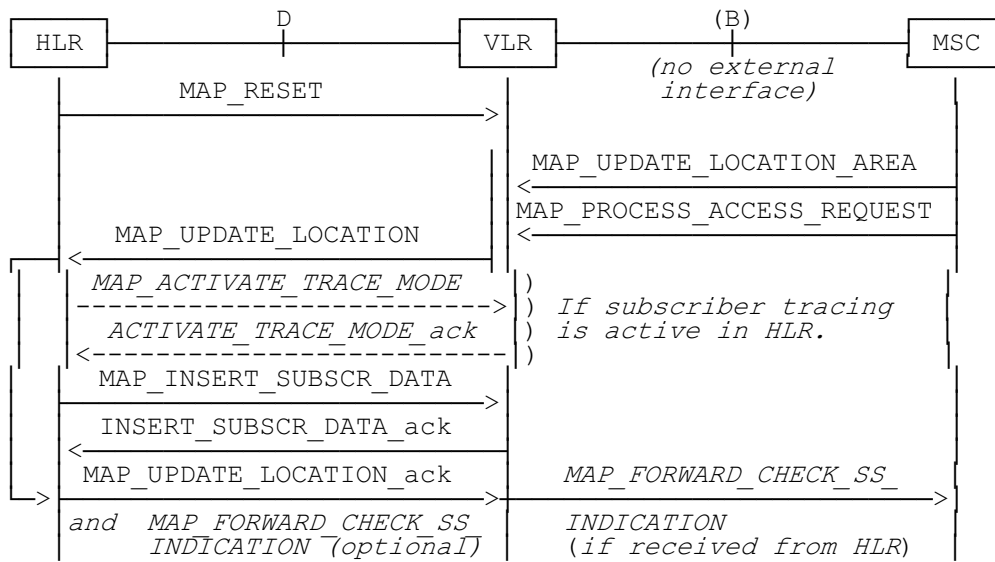 D (B)
HLR VLR MSC
(no external
interface)
MAP_RESET
MAP_UPDATE_LOCATION_AREA
MAP_PROCESS_ACCESS_REQUEST
MAP_UPDATE_LOCATION
MAP_ACTIVATE_TRACE_MODE )
) If subscriber tracing
ACTIVATE_TRACE_MODE_ack ) is active in HLR.
)
MAP_INSERT_SUBSCR_DATA
INSERT_SUBSCR_DATA_ack
MAP_UPDATE_LOCATION_ack MAP_FORWARD_CHECK_SS_
and MAP_FORWARD_CHECK_SS_ INDICATION
INDICATION (optional) (if received from HLR)